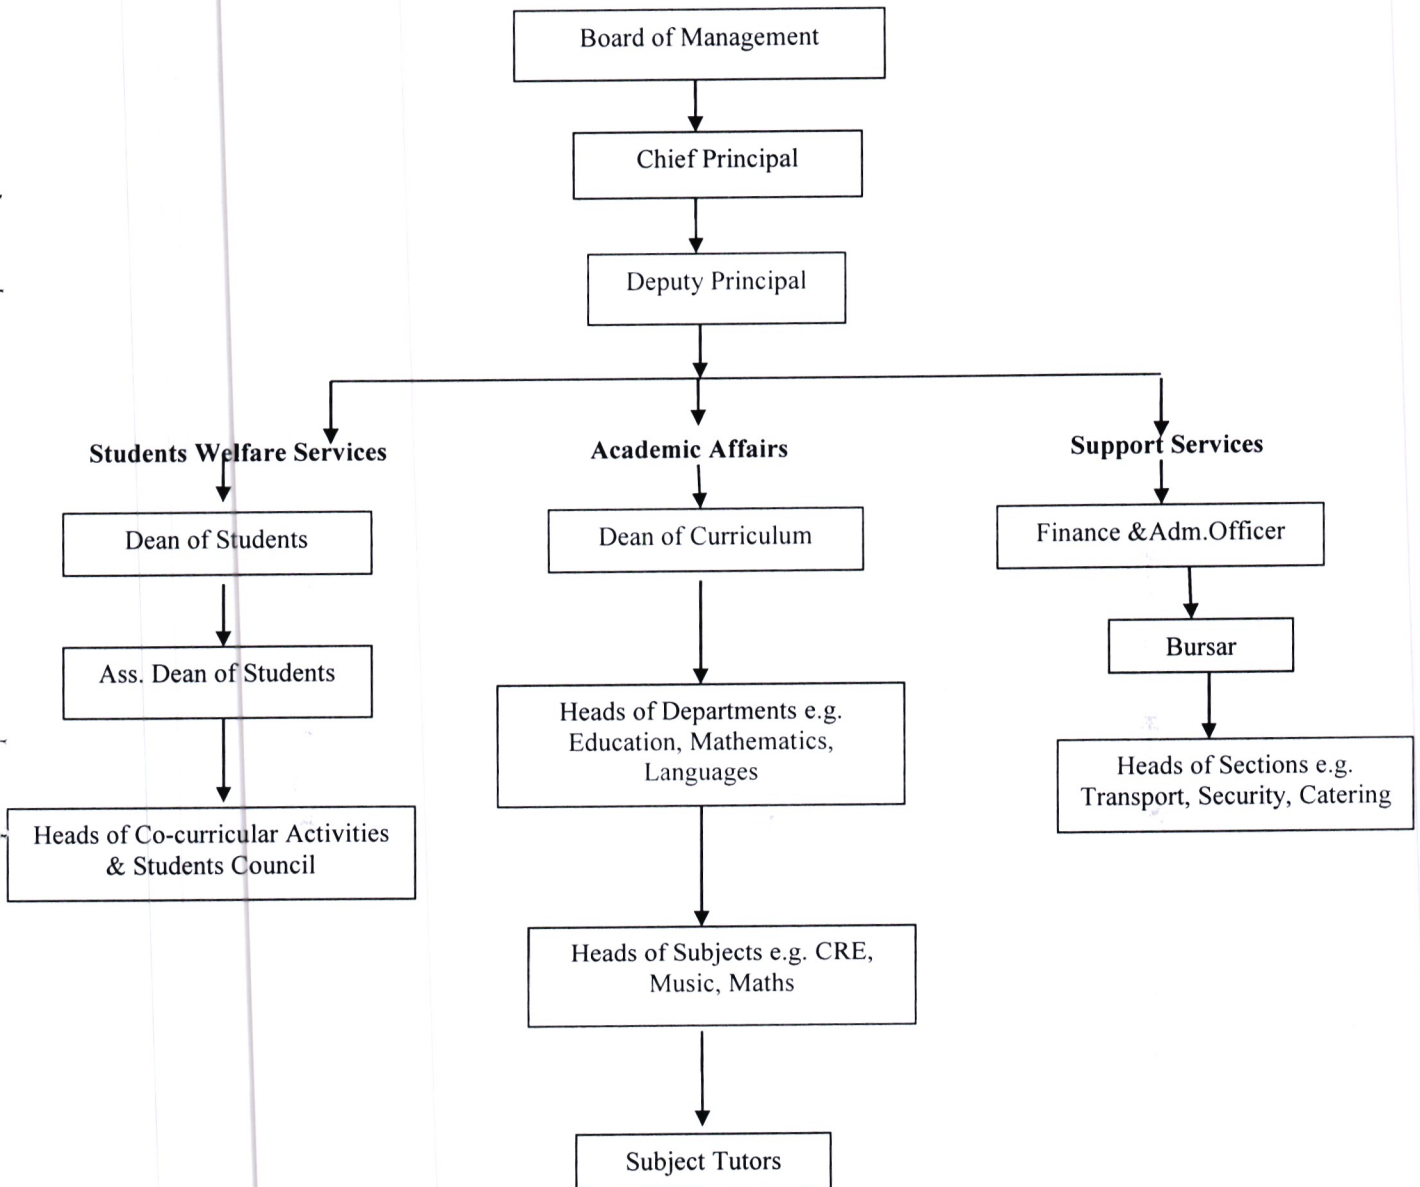 Board of Management
Chief Principal
Deputy Principal
Students Welfare Services
Academic Affairs
Support Services
Dean of Students
Dean of Curriculum
Finance &Adm.Officer
Bursar
Ass. Dean of Students
Heads of Departments e.g.
Education, Mathematics,
Languages
Heads of Sections e.g.
Transport, Security, Catering
Heads of Co-curricular Activities
& Students Council
Heads of Subjects e.g. CRE,
Music, Maths
Subject Tutors